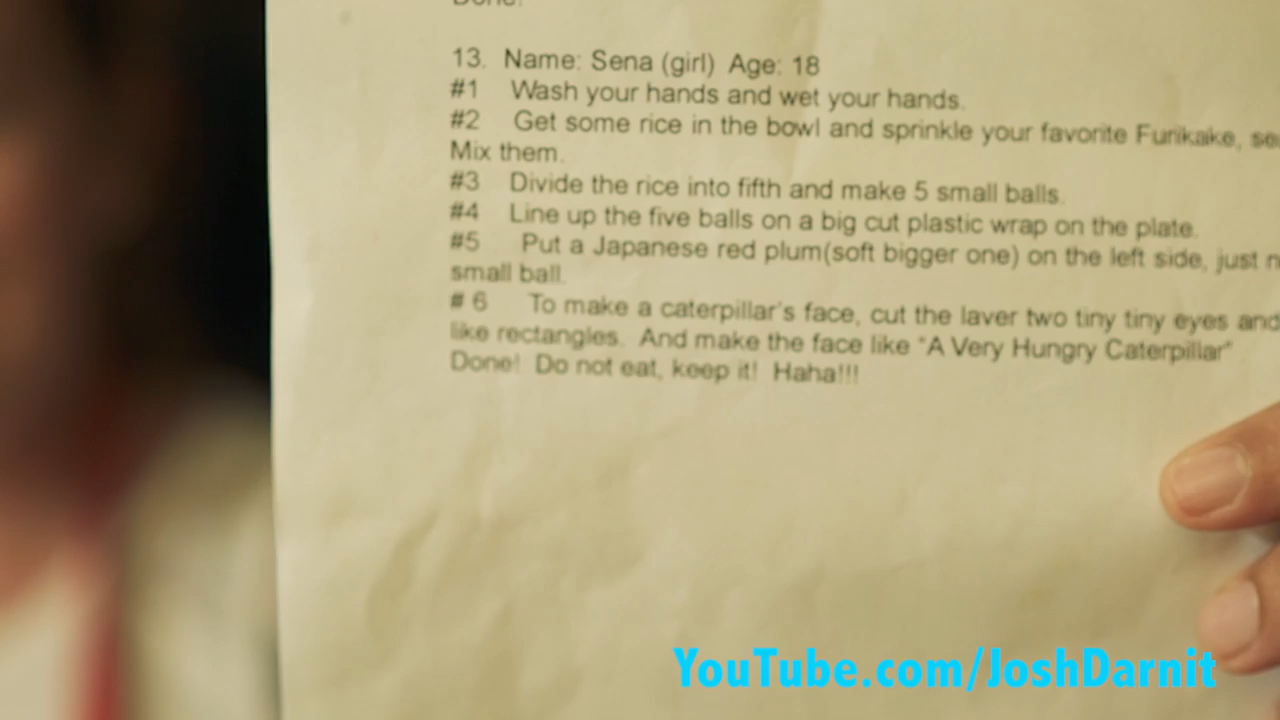 Done!
13. Name: Sena (girl) Age: 18
#1 Wash your hands and wet your hands.
#2 Get some rice in the bowl and sprinkle your favorite Furikake,
Mix them.
#3 Divide the rice into fifth and make 5 small balls.
#4 Line up the five balls on a big cut plastic wrap on the plate.
#5 Put a Japanese red plum(soft bigger one) on the left side, just
small ball.
# 6 To make a caterpillar's face, cut the laver two tiny tiny eyes and
like rectangles. And make the face like "A Very Hungry Caterpillar"
Done! Do not eat, keep it! Haha!!!
YouTube.com/JoshDarnit